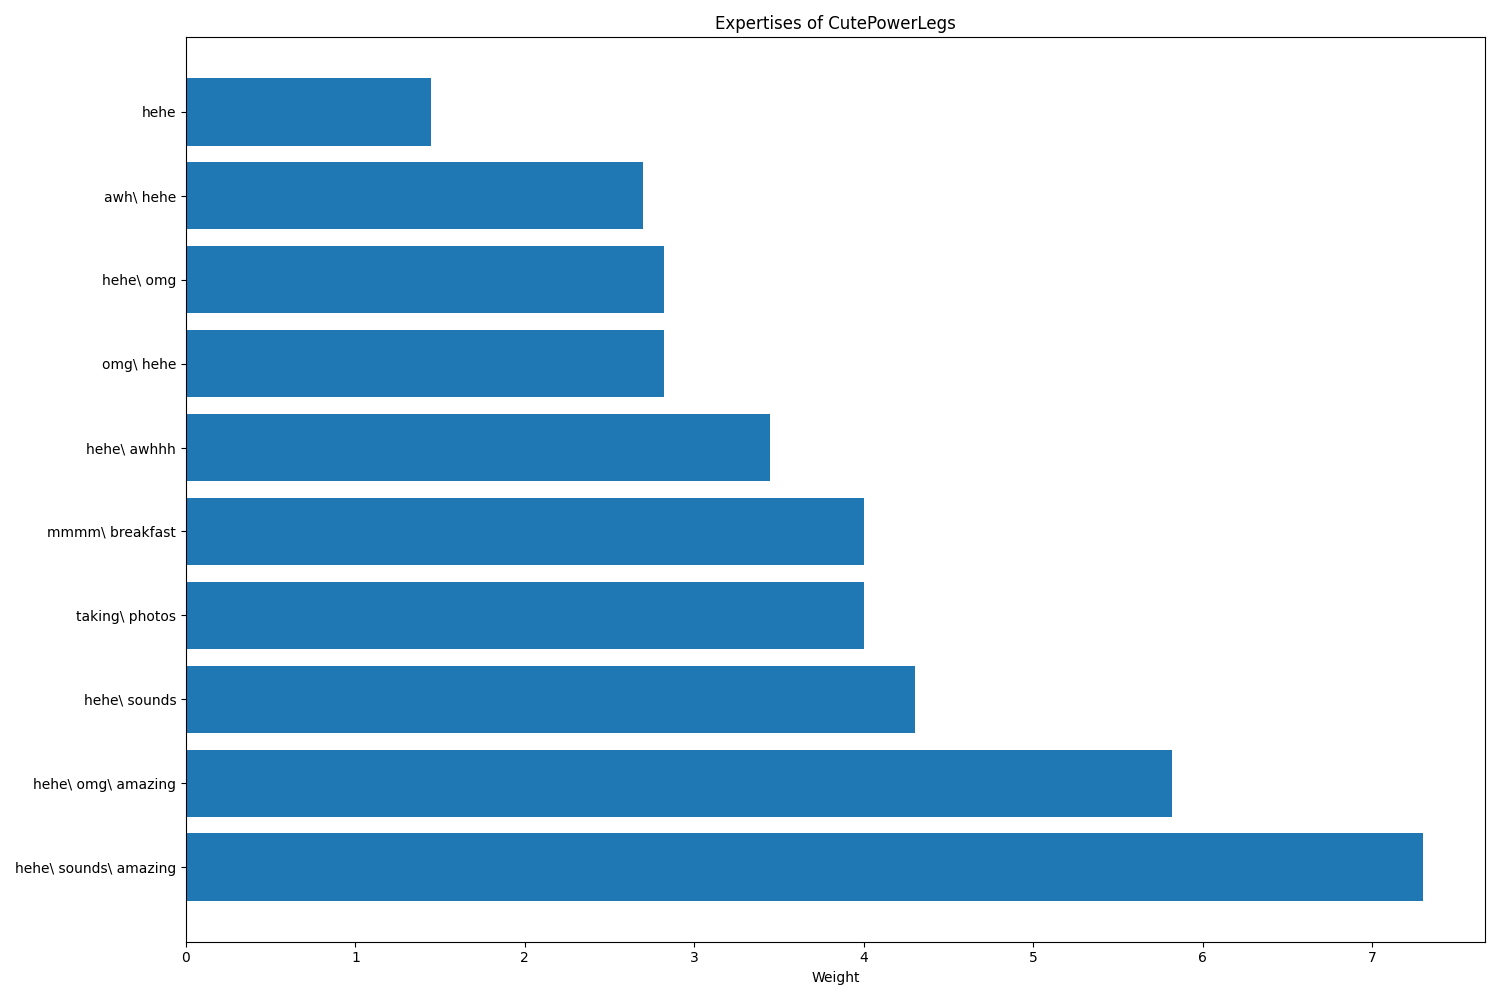 Expertises of CutePowerLegs
hehe
awh\ hehe
hehe\ omg
omg\ hehe
hehe\ awhhh
mmmm\ breakfast
taking\ photos
hehe\ sounds
hehe\ omg\ amazing
hehe\ sounds\ amazing
0 1 2 3 4 5 6 7
Weight